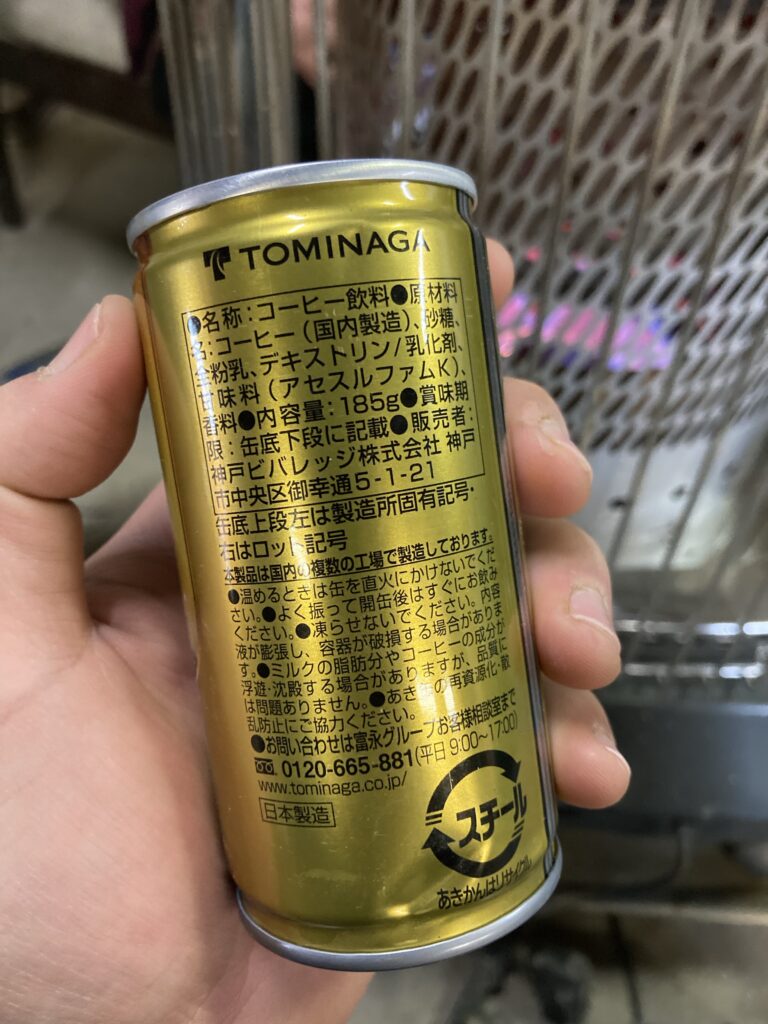 TOMINAGA
●名称:コーヒー飲料●原材料
名:コーヒー(国内製造)、砂糖、
全粉乳、デキストリン/乳化剤、
甘味料(アセスルファムK)、
香料●内容量:185g●賞味期
限:缶底下段に記載●販売者:
神戸ビバレッジ株式会社 神戸
市中央区御幸通5-1-21
缶底上段左は製造所固有記号・
右はロット記号
本製品は国内の複数の工場で製造しております。
●温めるときは缶を直火にかけないでくだ
さい。●よく振って開缶後はすぐにお飲み
ください。●凍らせないでください。内容
液が膨張し、容器が破損する場合がありま
す。●ミルクの脂肪分やコーヒーの成分が
浮遊・沈殿する場合がありますが、品質に
は問題ありません。●あき缶の再資源化・散
乱防止にご協力ください。
●お問い合わせは富永グループお客様相談室まで
0120-665-881(平日9:00~17:00)
www.tominaga.co.jp/
日本製造
スチール
あきかんはリサイクル